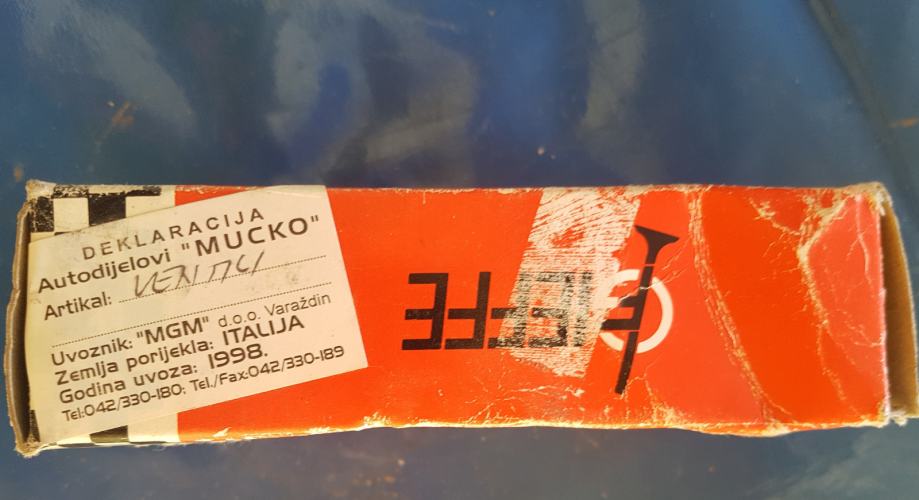 DEKLARACIJA
Autodijelovi "MUCKO"
Artikal: VENTILI
Uvoznik: "MGM" d.o.o. Varaždin
Zemlja porijekla: ITALIJA
Godina uvoza: 1998.
Tel:042/330-180; Tel./Fax:042/330-189
FIEFFE